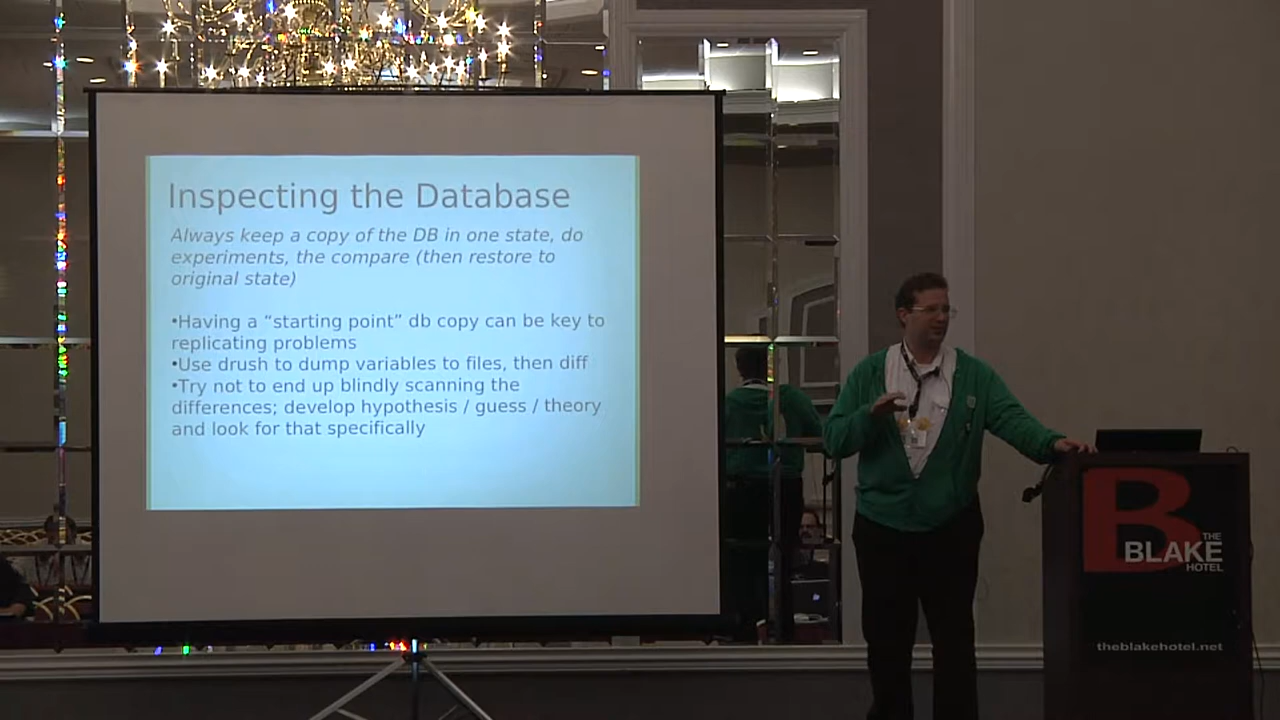 Inspecting the Database
Always keep a copy of the DB in one state, do
experiments, the compare (then restore to
original state)
•Having a “starting point” db copy can be key to
replicating problems
•Use drush to dump variables to files, then diff
•Try not to end up blindly scanning the
differences; develop hypothesis / guess / theory
and look for that specifically
B
THE
BLAKE
HOTEL
theblakehotel.net